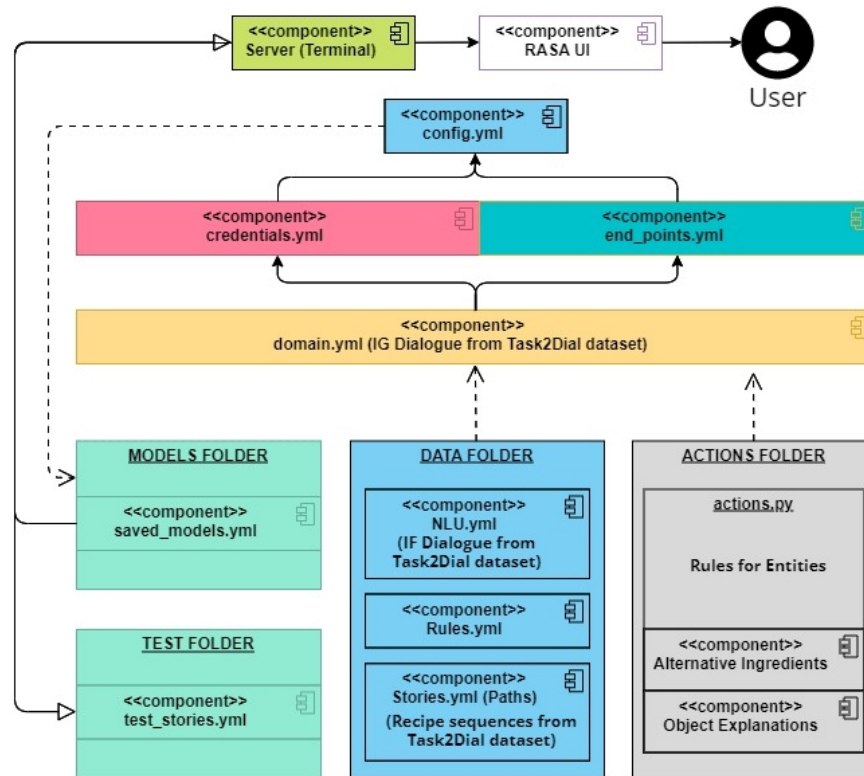 <<component>>
Server (Terminal)
<<component>>
RASA UI
User
<<component>>
config.yml
<<component>>
credentials.yml
<<component>>
end_points.yml
<<component>>
domain.yml (IG Dialogue from Task2Dial dataset)
MODELS FOLDER
<<component>>
saved_models.yml
TEST FOLDER
<<component>>
test_stories.yml
DATA FOLDER
<<component>>
NLU.yml
(IF Dialogue from
Task2Dial dataset)
<<component>>
Rules.yml
<<component>>
Stories.yml (Paths)
(Recipe sequences from
Task2Dial dataset)
ACTIONS FOLDER
actions.py
Rules for Entities
<<component>>
Alternative Ingredients
<<component>>
Object Explanations